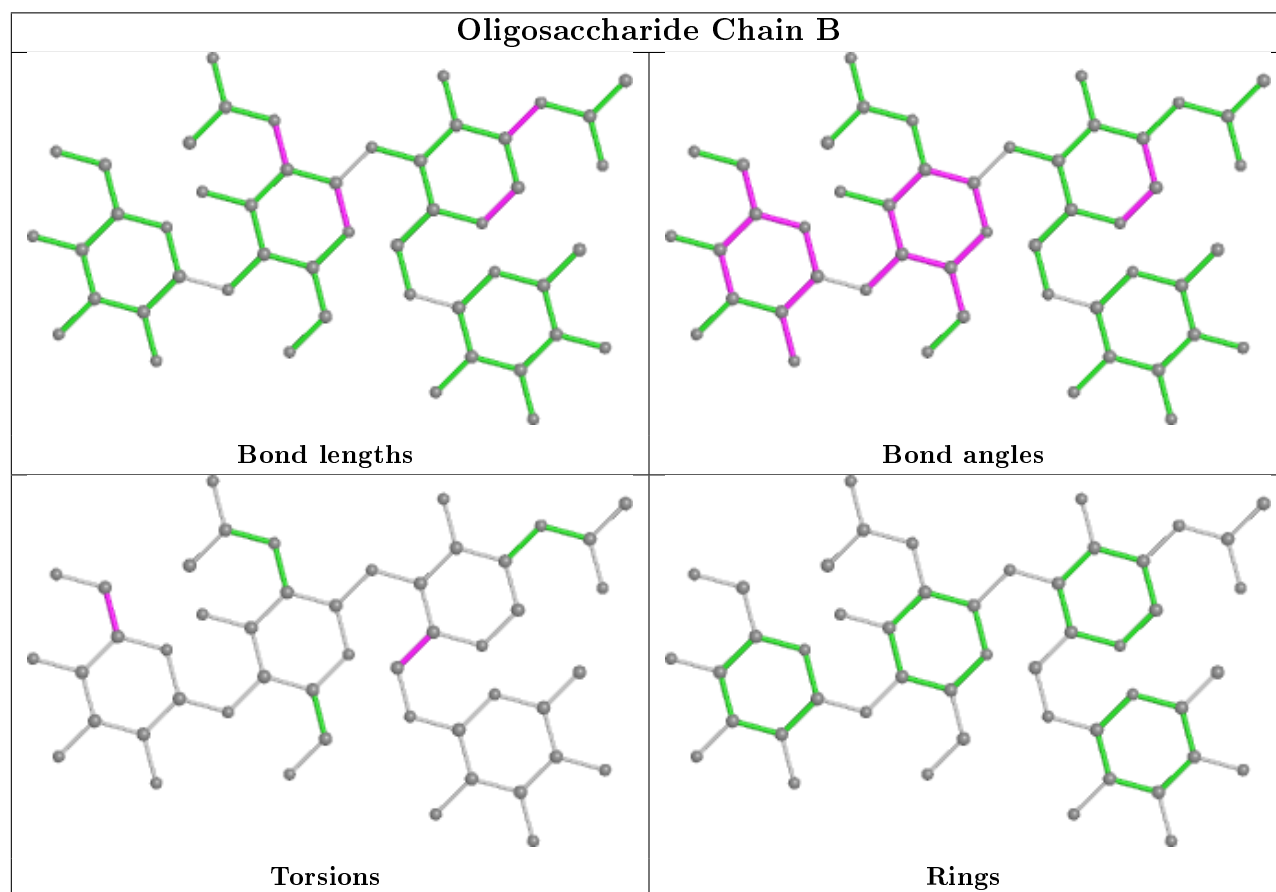 Oligosaccharide Chain B
Bond lengths
Bond angles
Torsions
Rings